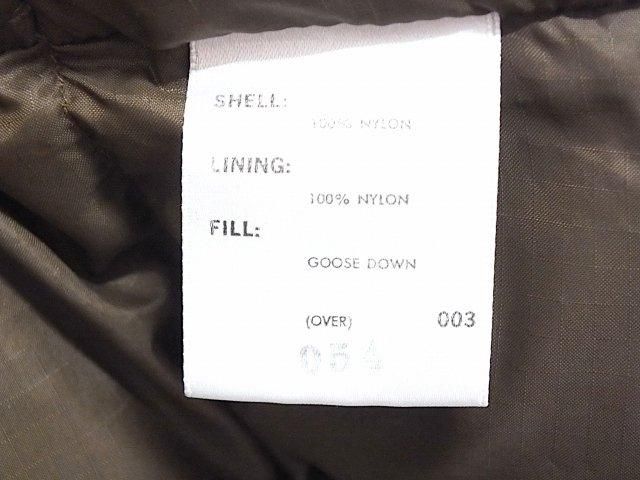 SHELL:
100% NYLON
LINING:
100% NYLON
FILL:
GOOSE DOWN
(OVER) 003
054